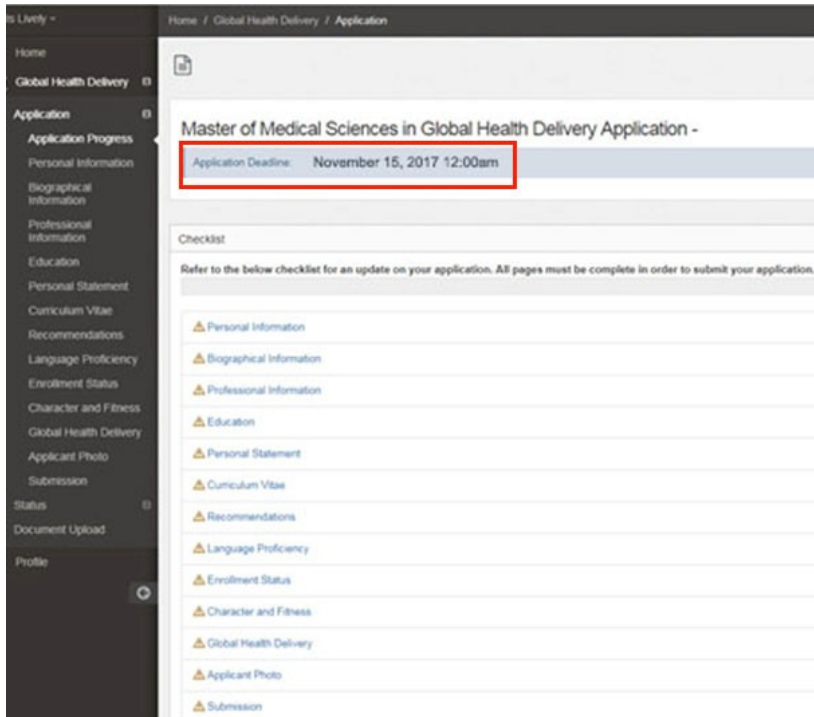 Lively
Home / Global Health Delivery / Application
Home
Global Health Delivery
Application
Application Progress
Personal Information
Biographical
Information
Professional
Information
Education
Personal Statement
Curriculum Vitae
Recommendations
Language Proficiency
Enrollment Status
Character and Fitness
Global Health Delivery
Applicant Photo
Submission
Status
Document Upload
Profile
Master of Medical Sciences in Global Health Delivery Application -
Application Deadline: November 15, 2017 12:00am
Checklist
Refer to the below checklist for an update on your application. All pages must be complete in order to submit your application.
Personal Information
Biographical Information
Professional Information
Education
Personal Statement
Curriculum Vitae
Recommendations
Language Proficiency
Enrollment Status
Character and Fitness
Global Health Delivery
Applicant Photo
Submission